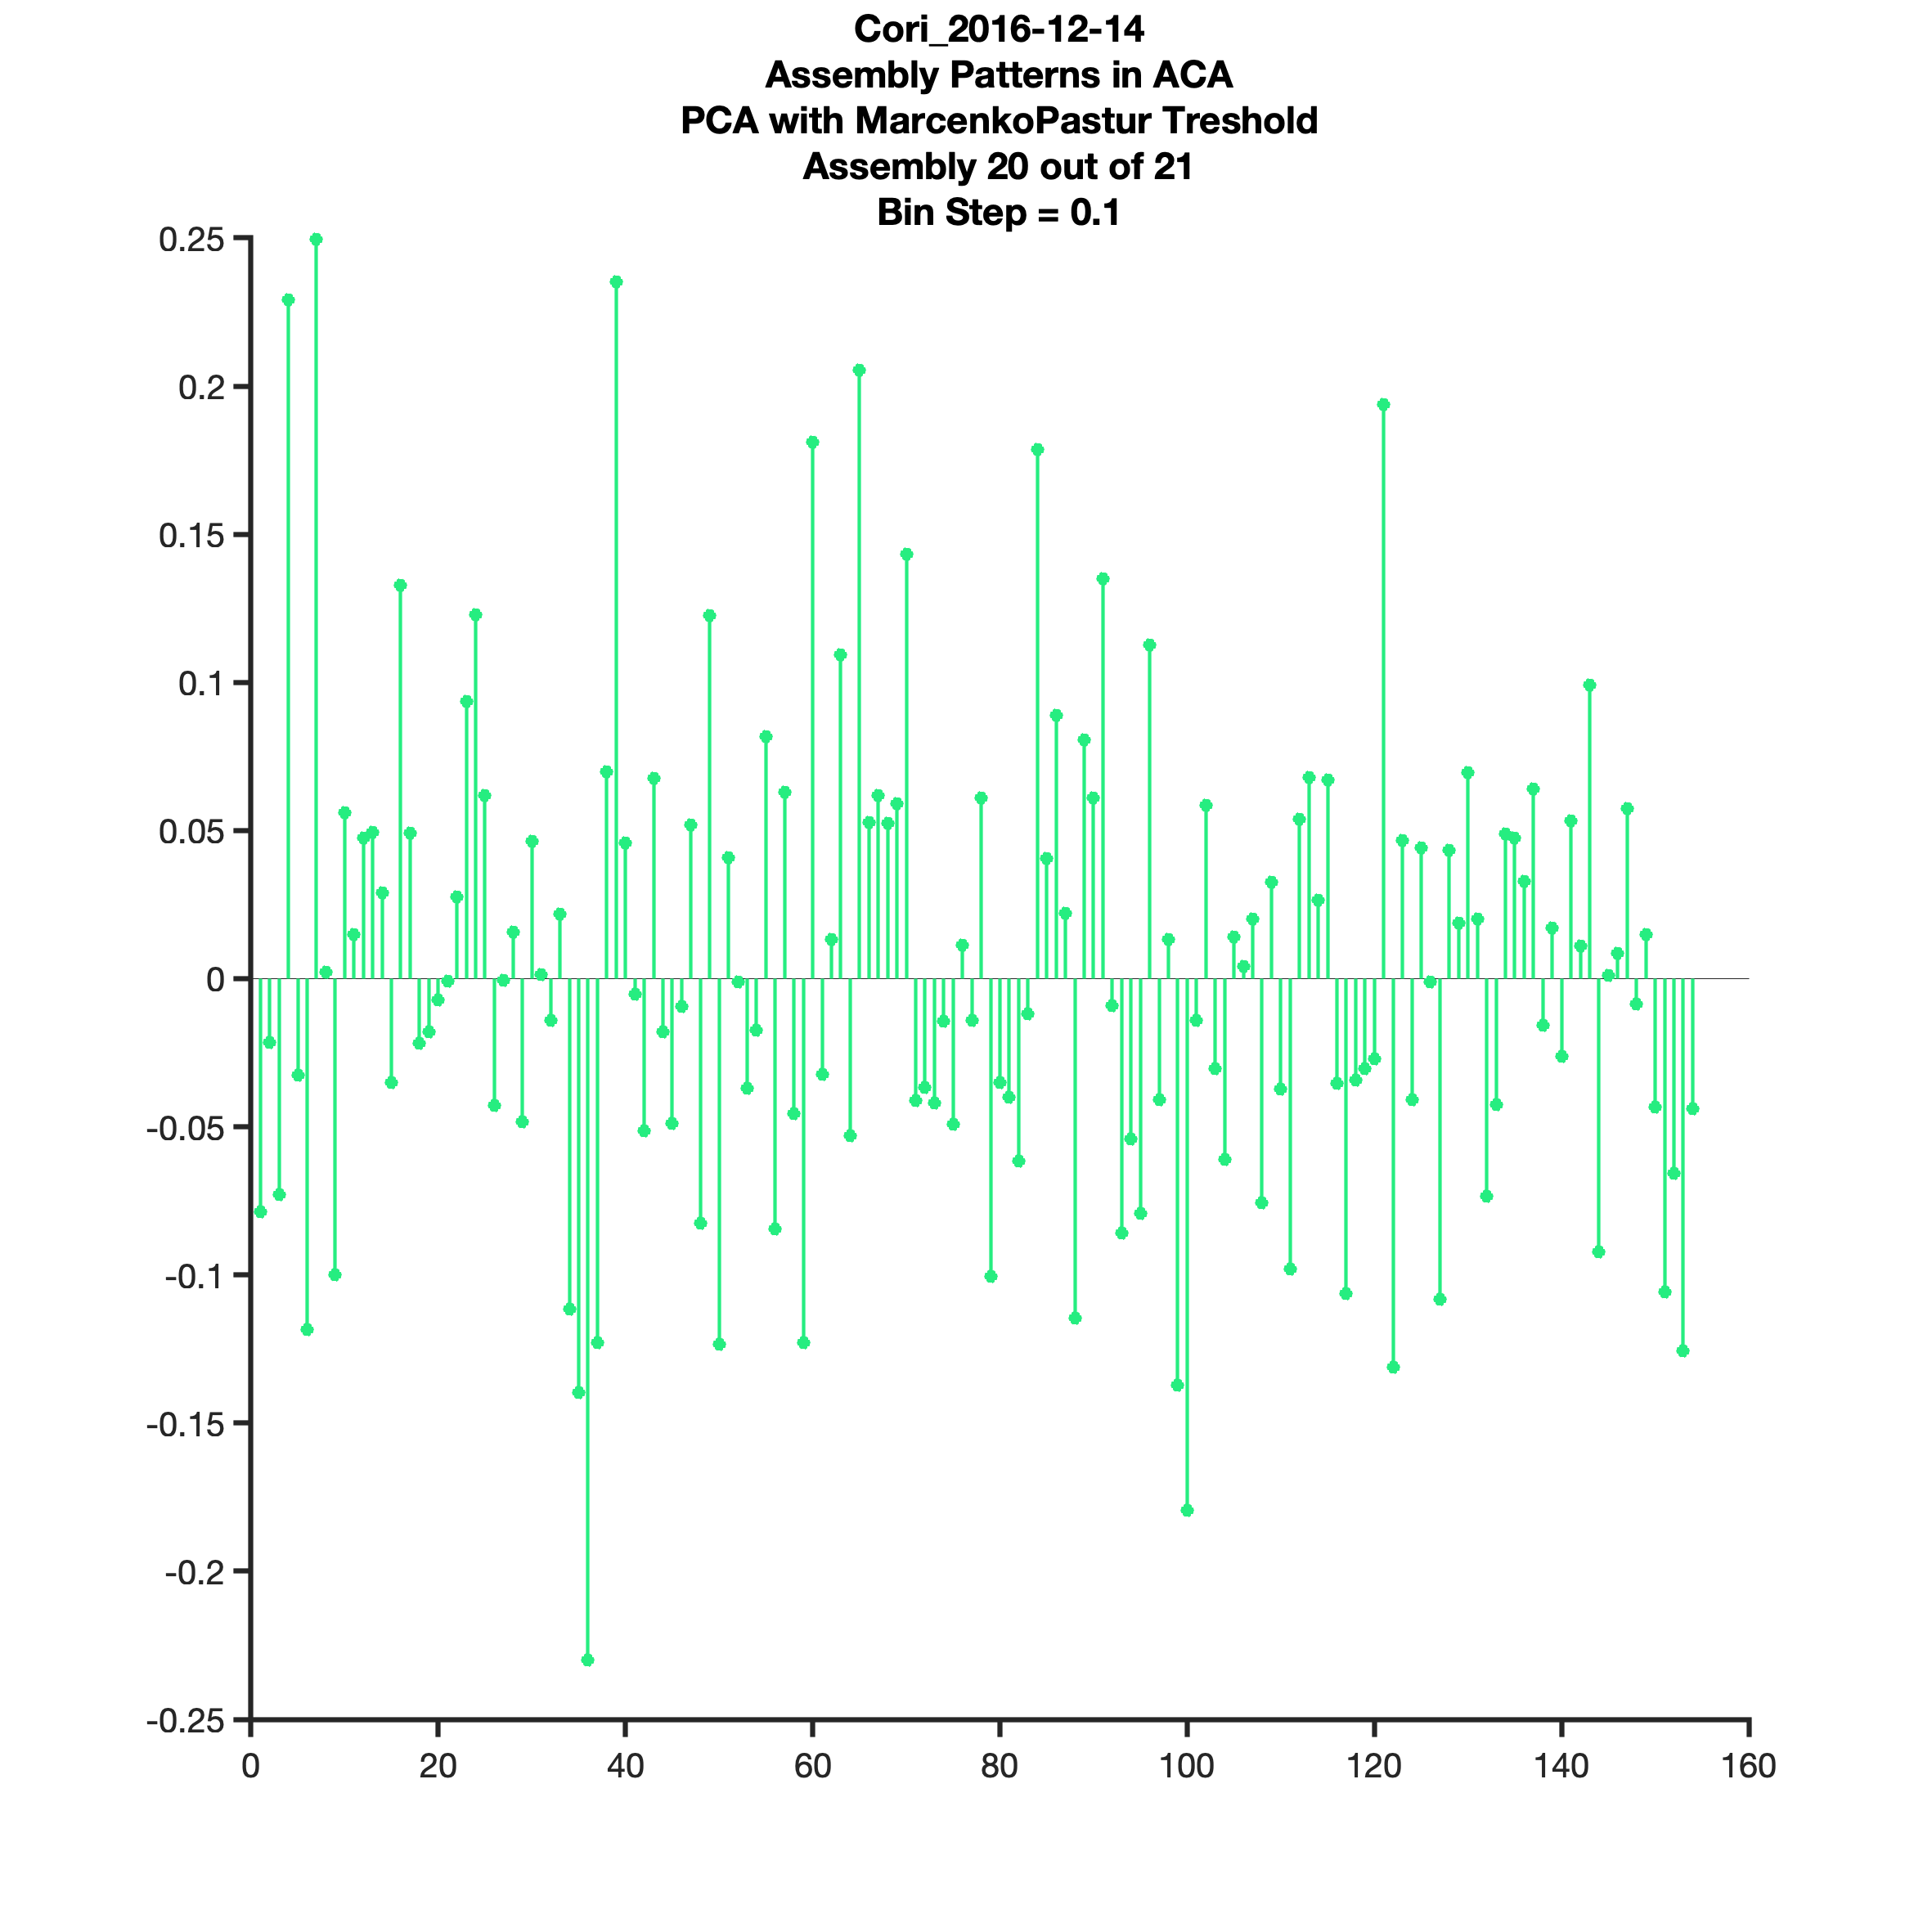 Cori_2016-12-14
Assembly Patterns in ACA
PCA with MarcenkoPastur Treshold
Assembly 20 out of 21
Bin Step = 0.1
0.25
0.2
0.15
0.1
0.05
0
-0.05
-0.1
-0.15
-0.2
-0.25
0 20 40 60 80 100 120 140 160